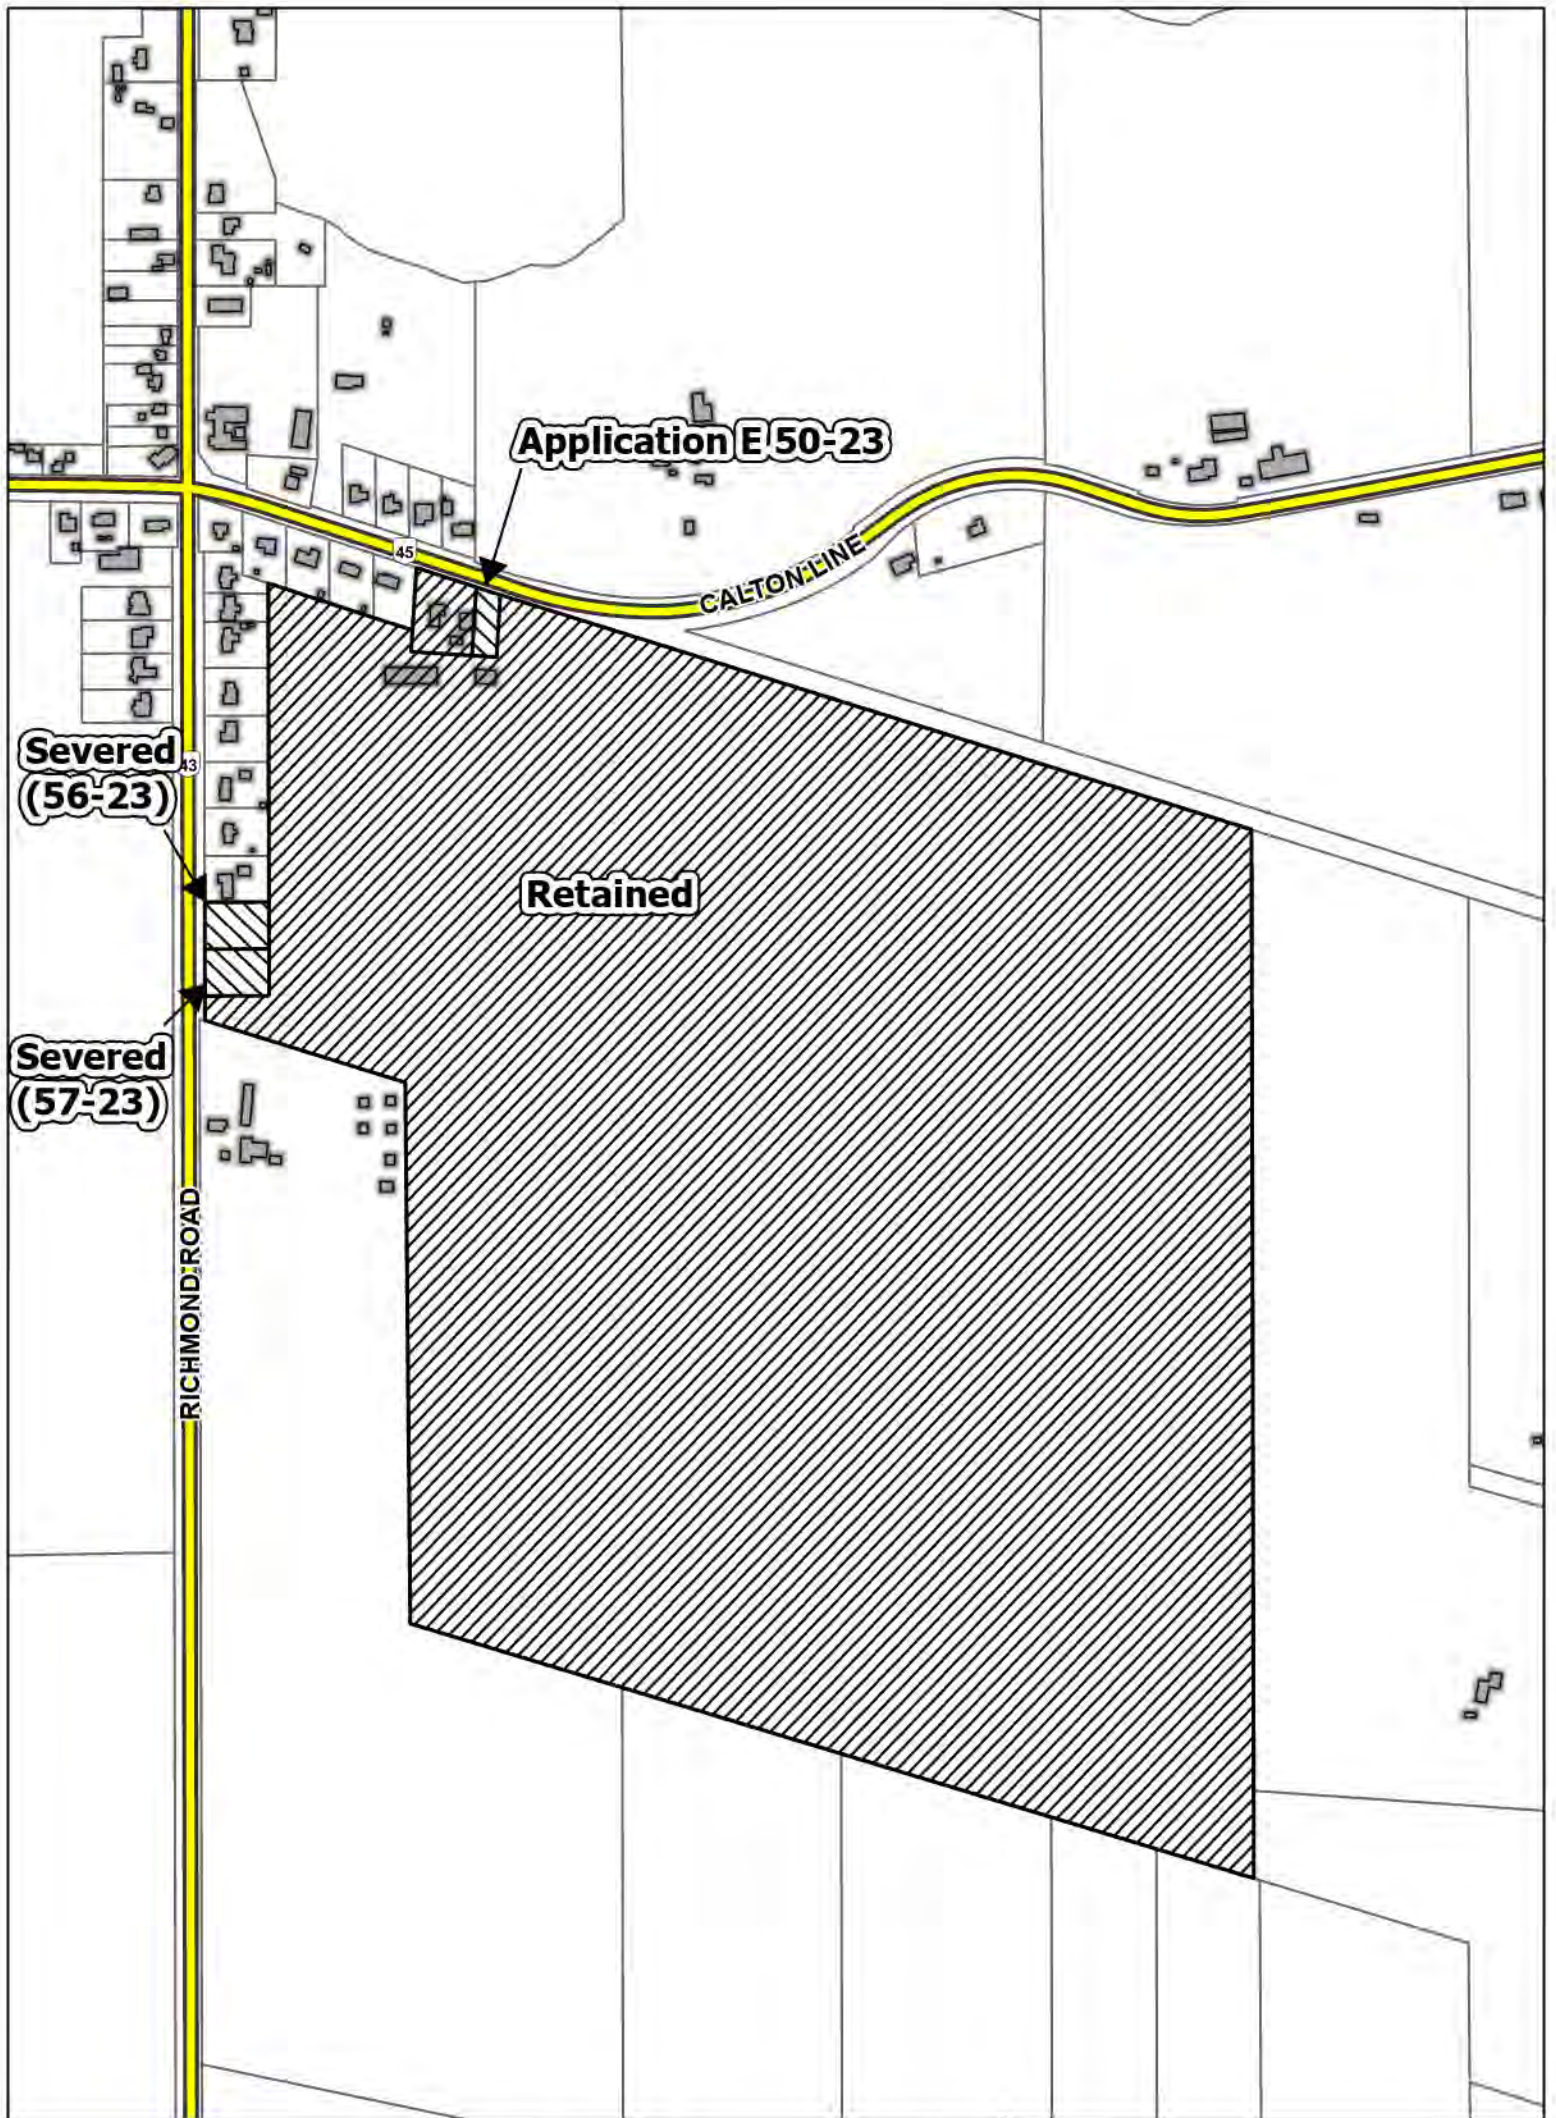 Application E 50-23
45
CALTON LINE
Severed
(56-23)
43
Retained
Severed
(57-23)
RICHMOND ROAD